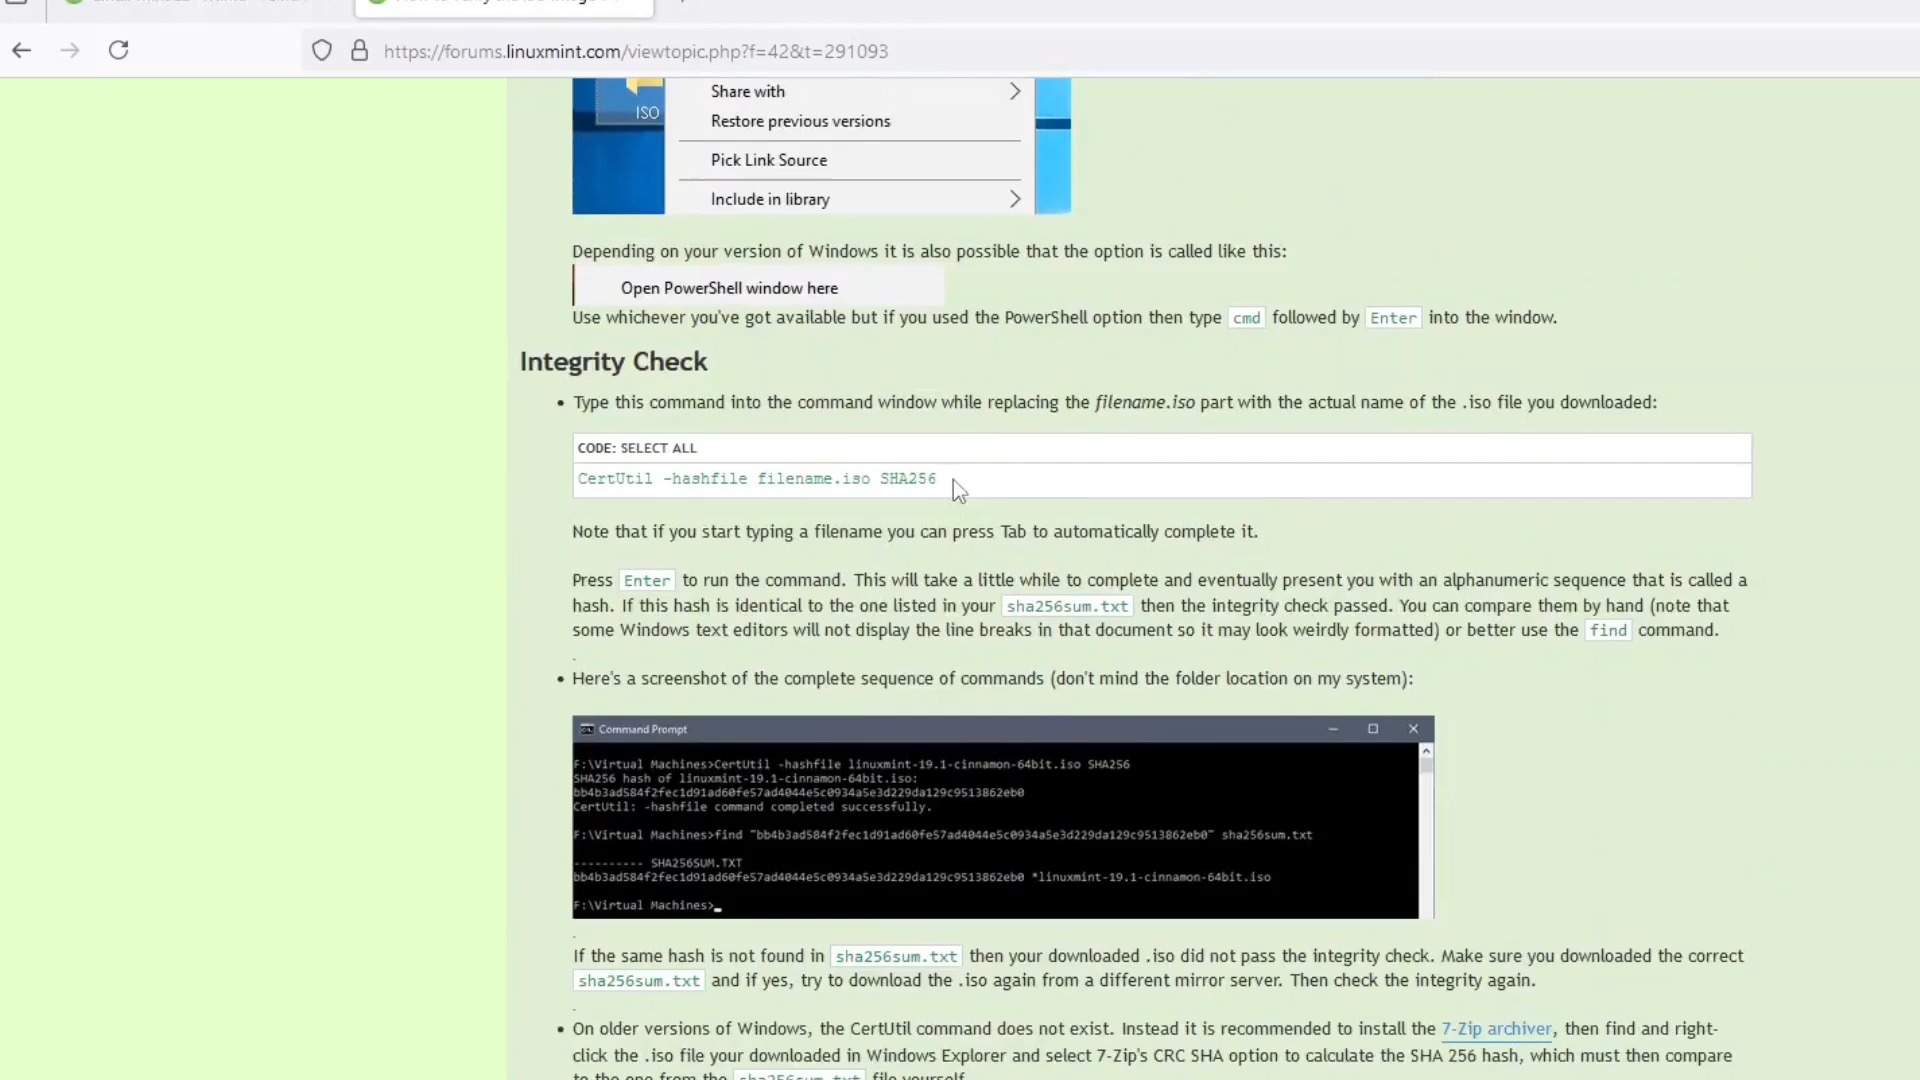 https://forums.linuxmint.com/viewtopic.php?f=42&t=291093
Share with
ISO
Restore previous versions
Pick Link Source
Include in library
Depending on your version of Windows it is also possible that the option is called like this:
Open PowerShell window here
Use whichever you've got available but if you used the PowerShell option then type cmd followed by Enter into the window.
Integrity Check
• Type this command into the command window while replacing the filename.iso part with the actual name of the .iso file you downloaded:
CODE: SELECT ALL
CertUtil -hashfile filename.iso SHA256
Note that if you start typing a filename you can press Tab to automatically complete it.
Press Enter to run the command. This will take a little while to complete and eventually present you with an alphanumeric sequence that is called a
hash. If this hash is identical to the one listed in your sha256sum.txt then the integrity check passed. You can compare them by hand (note that
some Windows text editors will not display the line breaks in that document so it may look weirdly formatted) or better use the find command.
.
• Here's a screenshot of the complete sequence of commands (don't mind the folder location on my system):
Command Prompt
F:\Virtual Machines>CertUtil -hashfile linuxmint-19.1-cinnamon-64bit.iso SHA256
SHA256 hash of linuxmint-19.1-cinnamon-64bit.iso:
bb4b3ad584f2fec1d91ad60fe57ad4044e5c0934a5e3d229da129c9513862eb0
CertUtil: -hashfile command completed successfully.
F:\Virtual Machines>find "bb4b3ad584f2fec1d91ad60fe57ad4044e5c0934a5e3d229da129c9513862eb0" sha256sum.txt
---------- SHA256SUM.TXT
bb4b3ad584f2fec1d91ad60fe57ad4044e5c0934a5e3d229da129c9513862eb0 *linuxmint-19.1-cinnamon-64bit.iso
F:\Virtual Machines>_
.
If the same hash is not found in sha256sum.txt then your downloaded .iso did not pass the integrity check. Make sure you downloaded the correct
sha256sum.txt and if yes, try to download the .iso again from a different mirror server. Then check the integrity again.
.
• On older versions of Windows, the CertUtil command does not exist. Instead it is recommended to install the 7-Zip archiver, then find and right-
click the .iso file your downloaded in Windows Explorer and select 7-Zip's CRC SHA option to calculate the SHA 256 hash, which must then compare
to the one from the sha256sum.txt file yourself.